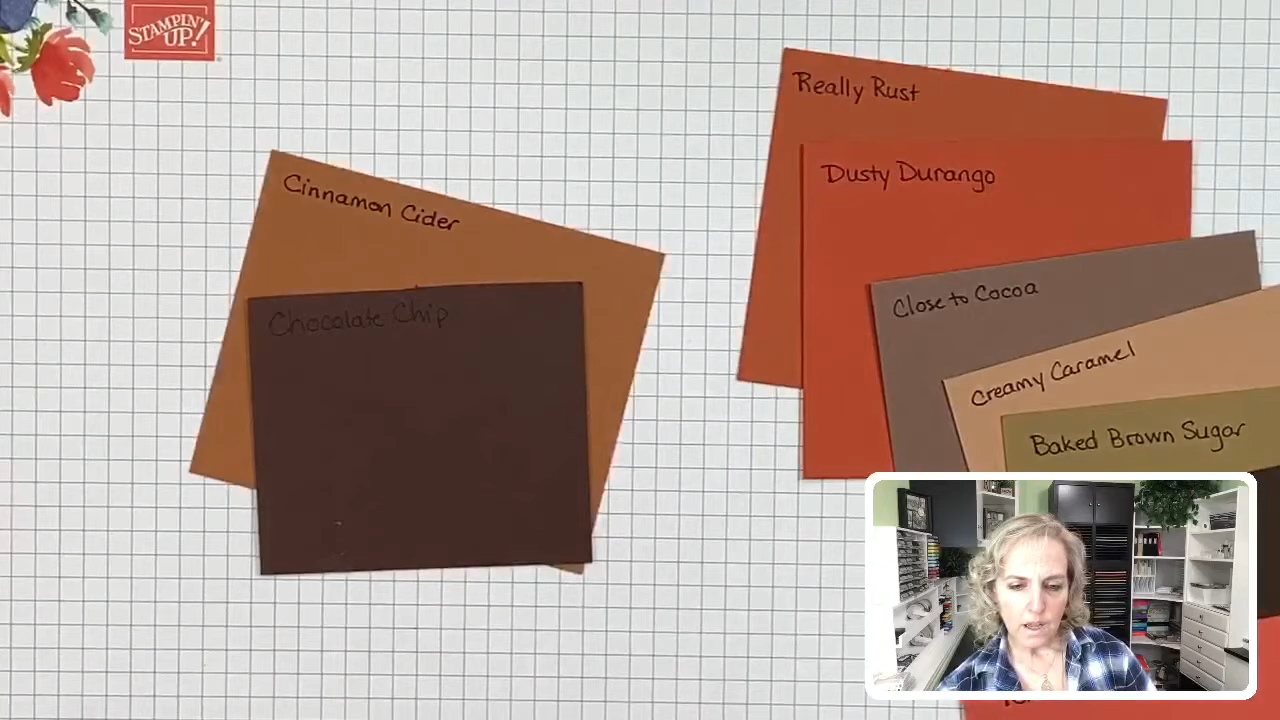 STAMPIN'
UP!
Really Rust
Dusty Durango
Cinnamon Cider
Close to Cocoa
Chocolate Chip
Creamy Caramel
Baked Brown Sugar